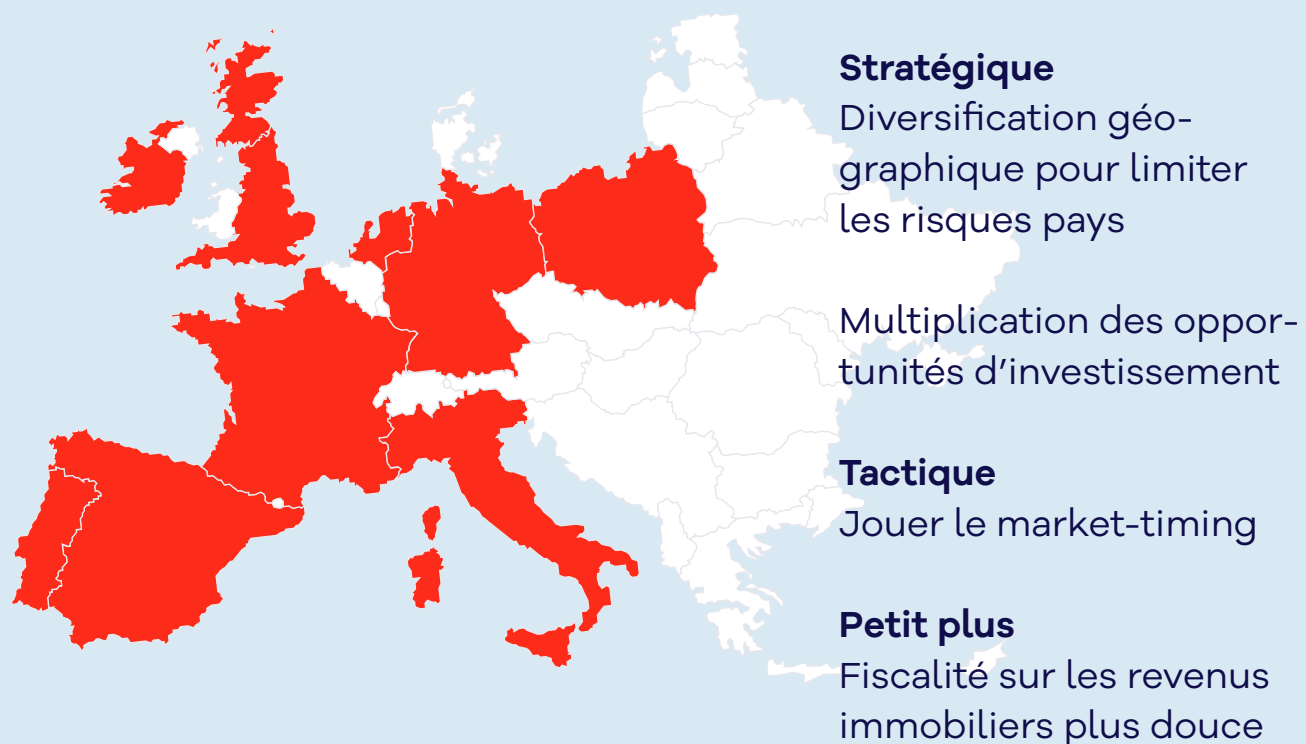 Stratégique
Diversification géo-
graphique pour limiter
les risques pays
Multiplication des oppor-
tunités d’investissement
Tactique
Jouer le market-timing
Petit plus
Fiscalité sur les revenus
immobiliers plus douce